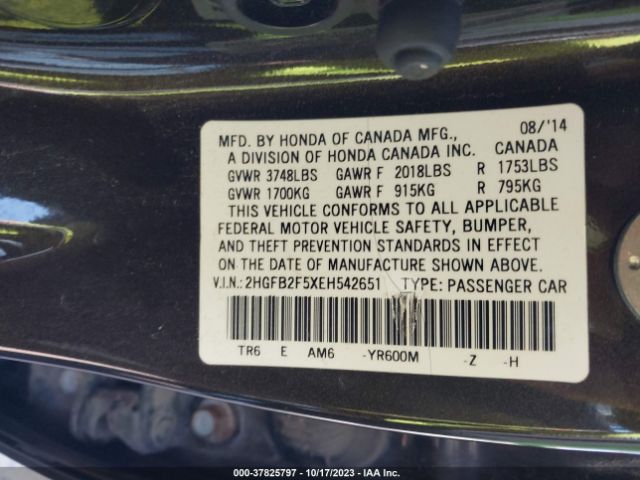 MFD. BY HONDA OF CANADA MFG., 08/'14
A DIVISION OF HONDA CANADA INC. CANADA
GVWR 3748LBS GAWR F 2018LBS R 1753LBS
GVWR 1700KG GAWR F 915KG R 795KG
THIS VEHICLE CONFORMS TO ALL APPLICABLE
FEDERAL MOTOR VEHICLE SAFETY, BUMPER,
AND THEFT PREVENTION STANDARDS IN EFFECT
ON THE DATE OF MANUFACTURE SHOWN ABOVE.
V.I.N.: 2HGFB2F5XEH542651 TYPE: PASSENGER CAR
TR6 E AM6 -YR600M -Z -H
000-37825797 - 10/17/2023 - IAA Inc.